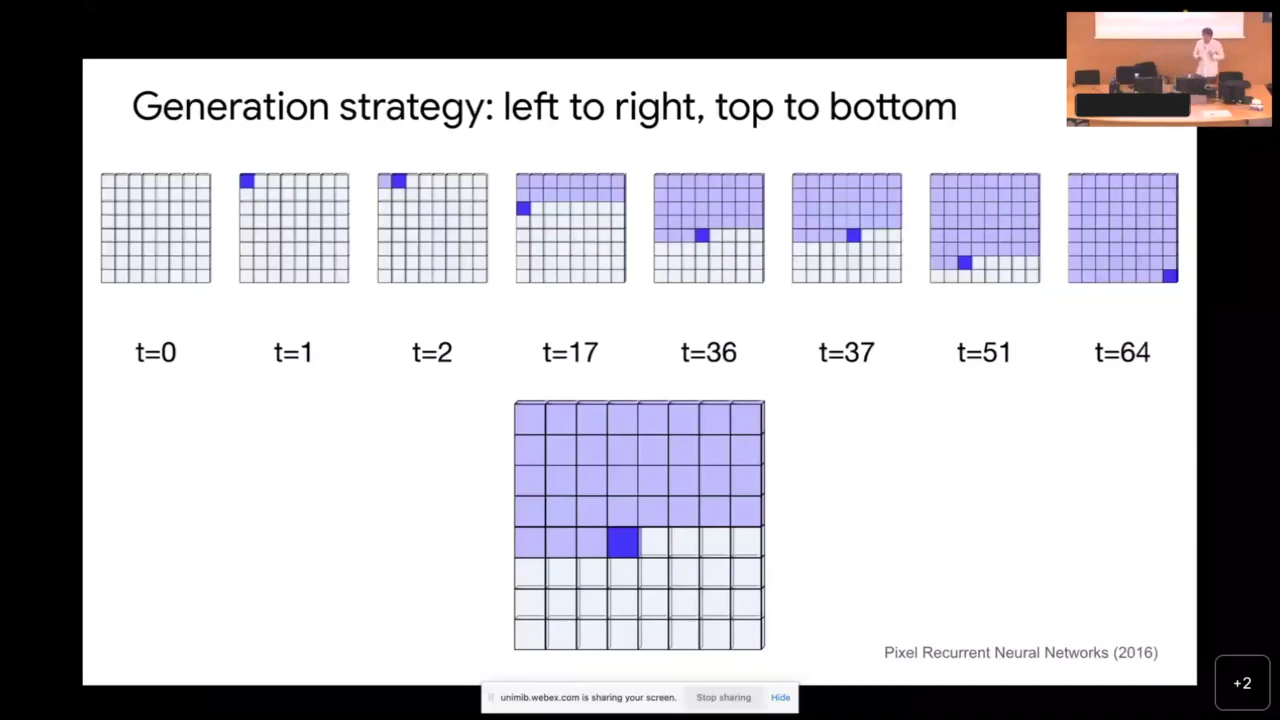 Generation strategy: left to right, top to bottom
t=0 t=1 t=2 t=17 t=36 t=37 t=51 t=64
Pixel Recurrent Neural Networks (2016)
unimib.webex.com is sharing your screen. Stop sharing Hide
+2